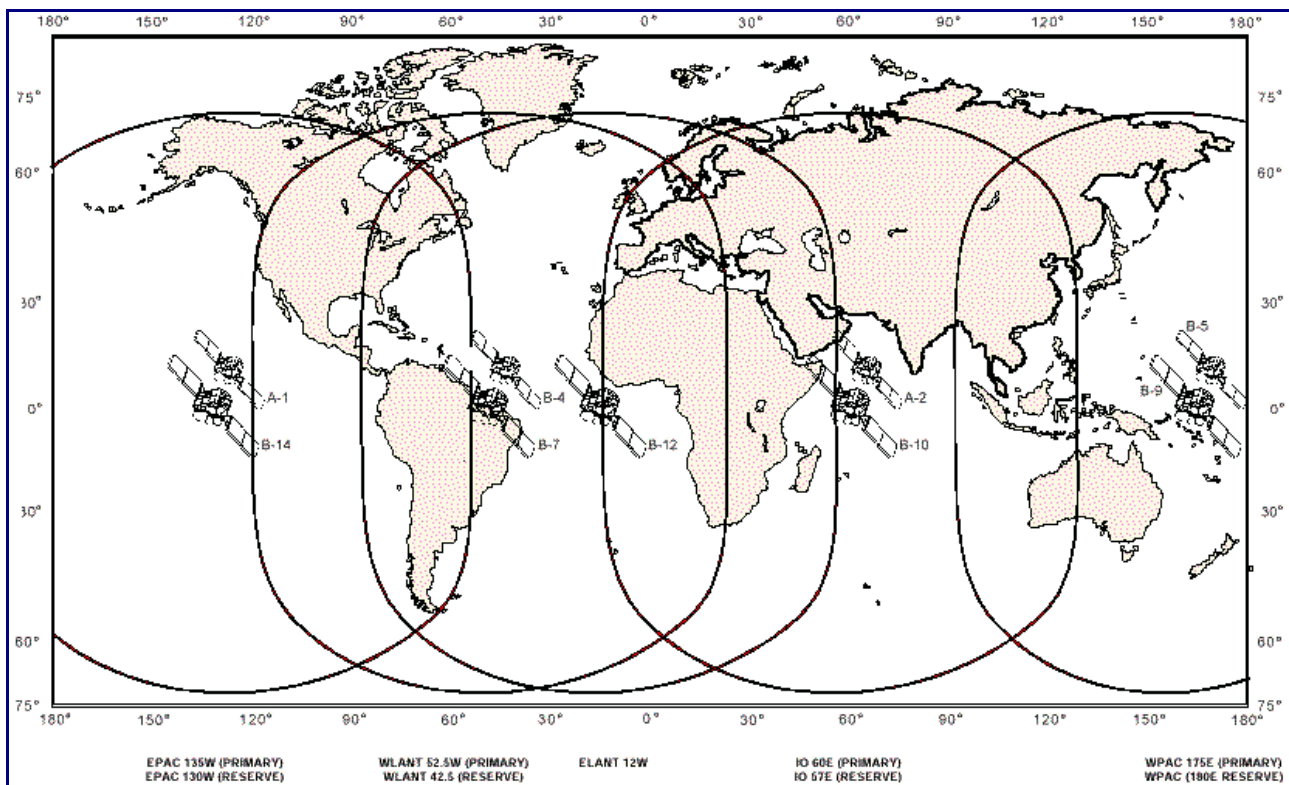 180° 150° 120° 90° 60° 30° 0° 30° 60° 90° 120° 150° 180°
75° 75°
60° 60°
30° 30°
B-5
A-1 B-4 A-2 B-9
0° 0°
B-14 B-7 B-12 B-10
30° 30°
60° 60°
75° 75°
180° 150° 120° 90° 60° 30° 0° 30° 60° 90° 120° 150° 180°
EPAC 135W (PRIMARY) WLANT 52.5W (PRIMARY) ELANT 12W IO 60E (PRIMARY) WPAC 175E (PRIMARY)
EPAC 130W (RESERVE) WLANT 42.5 (RESERVE) IO 57E (RESERVE) WPAC (180E RESERVE)